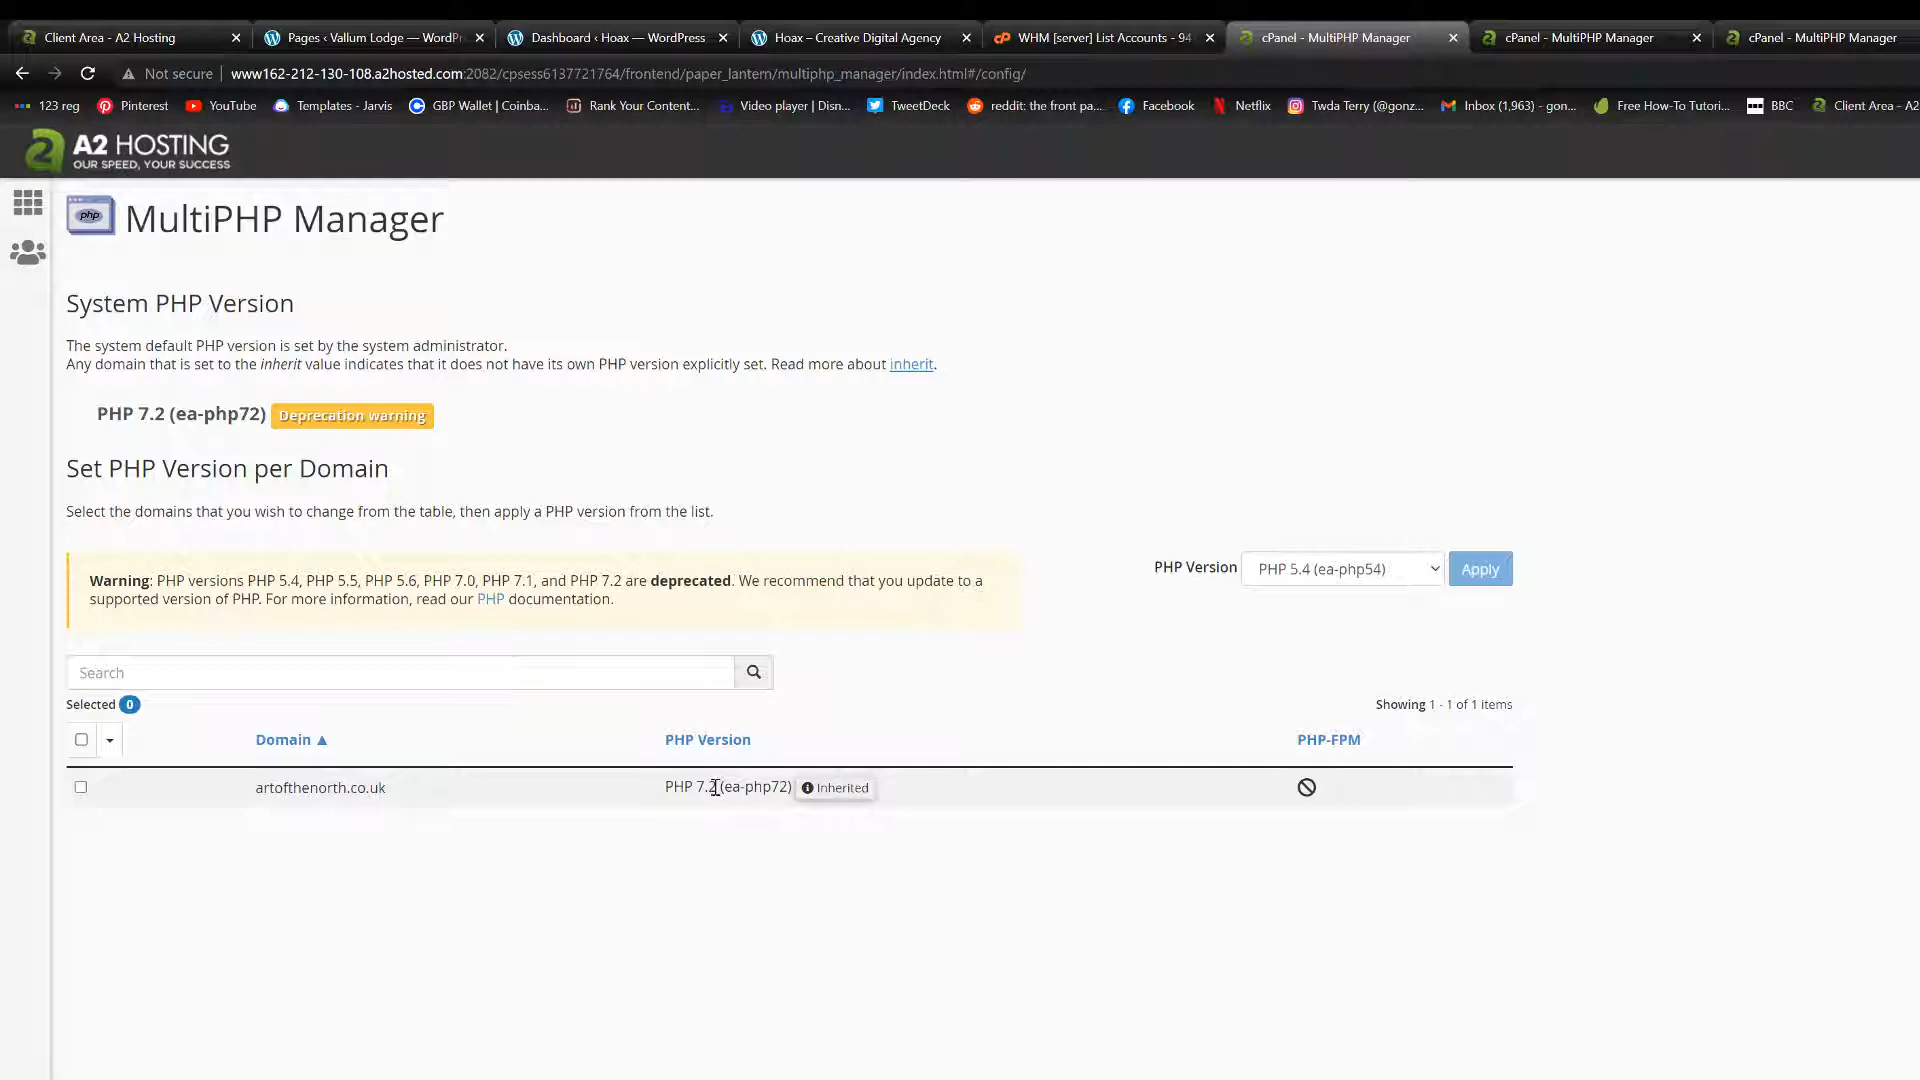 Client Area - A2 Hosting
Pages ‹ Vallum Lodge — WordPr
Dashboard ‹ Hoax — WordPress
Hoax – Creative Digital Agency
WHM [server] List Accounts - 94
cPanel - MultiPHP Manager
cPanel - MultiPHP Manager
cPanel - MultiPHP Manager
Not secure
www162-212-130-108.a2hosted.com:2082/cpsess6137721764/frontend/paper_lantern/multiphp_manager/index.html#/config/
123 reg
Pinterest
YouTube
Templates - Jarvis
GBP Wallet | Coinba...
Rank Your Content...
Video player | Disn...
TweetDeck
reddit: the front pa...
Facebook
Netflix
Twda Terry (@gonz...
Inbox (1,963) - gon...
Free How-To Tutori...
BBC
Client Area - A2
A2 HOSTING
OUR SPEED, YOUR SUCCESS
php
MultiPHP Manager
System PHP Version
The system default PHP version is set by the system administrator.
Any domain that is set to the inherit value indicates that it does not have its own PHP version explicitly set. Read more about inherit.
PHP 7.2 (ea-php72) Deprecation warning
Set PHP Version per Domain
Select the domains that you wish to change from the table, then apply a PHP version from the list.
Warning: PHP versions PHP 5.4, PHP 5.5, PHP 5.6, PHP 7.0, PHP 7.1, and PHP 7.2 are deprecated. We recommend that you update to a
supported version of PHP. For more information, read our PHP documentation.
PHP Version PHP 5.4 (ea-php54) Apply
Search
Selected 0
Showing 1 - 1 of 1 items
Domain ▲ PHP Version PHP-FPM
artofthenorth.co.uk PHP 7.2 (ea-php72) Inherited